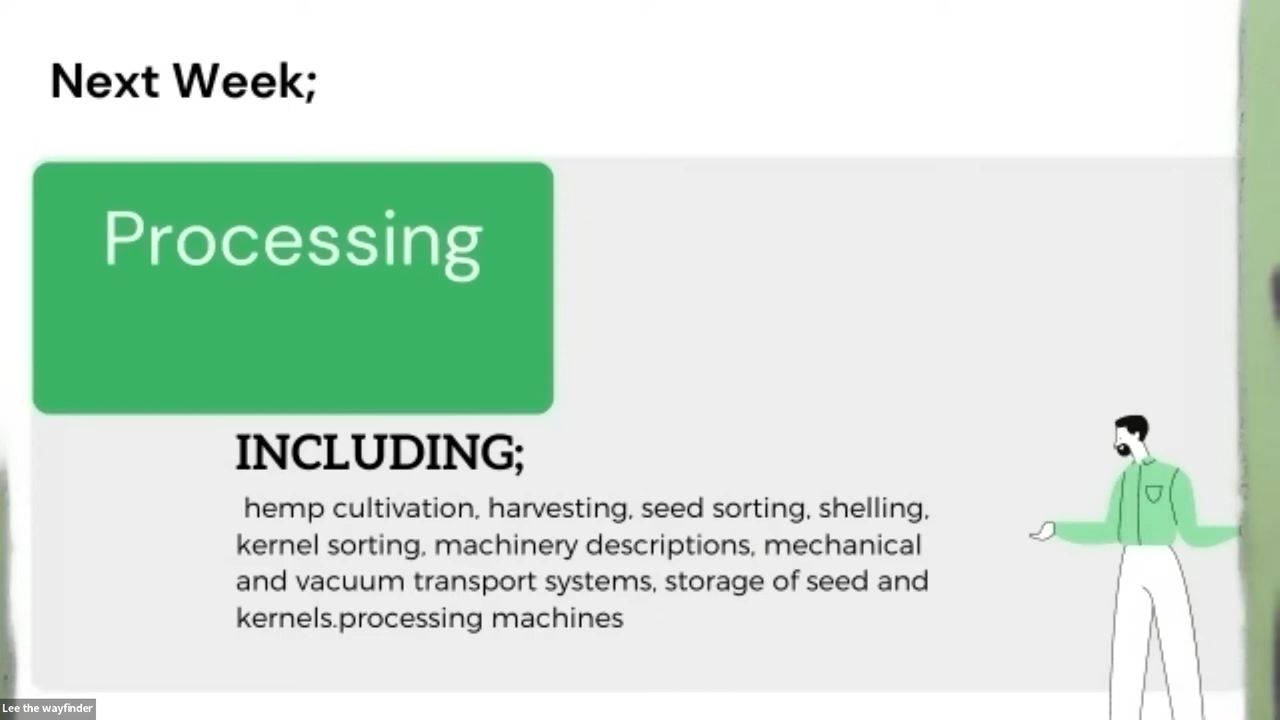 Next Week;
Processing
INCLUDING;
hemp cultivation, harvesting, seed sorting, shelling,
kernel sorting, machinery descriptions, mechanical
and vacuum transport systems, storage of seed and
kernels.processing machines
Lee the wayfinder